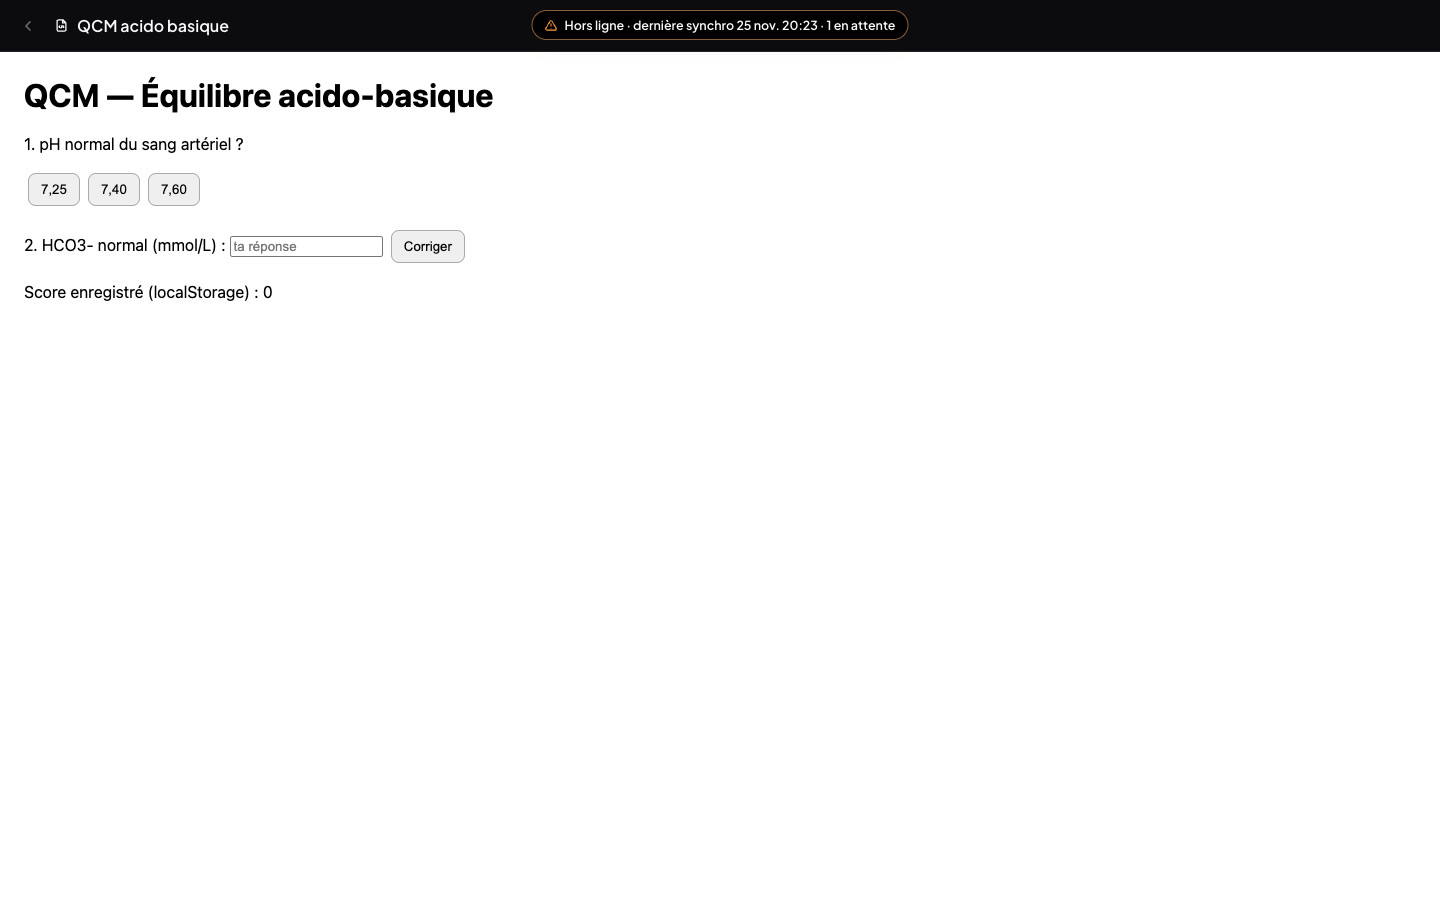 QCM acido basique
Hors ligne · dernière synchro 25 nov. 20:23 · 1 en attente
QCM — Équilibre acido-basique
1. pH normal du sang artériel ?
7,25 7,40 7,60
2. HCO3- normal (mmol/L) : ta réponse Corriger
Score enregistré (localStorage) : 0